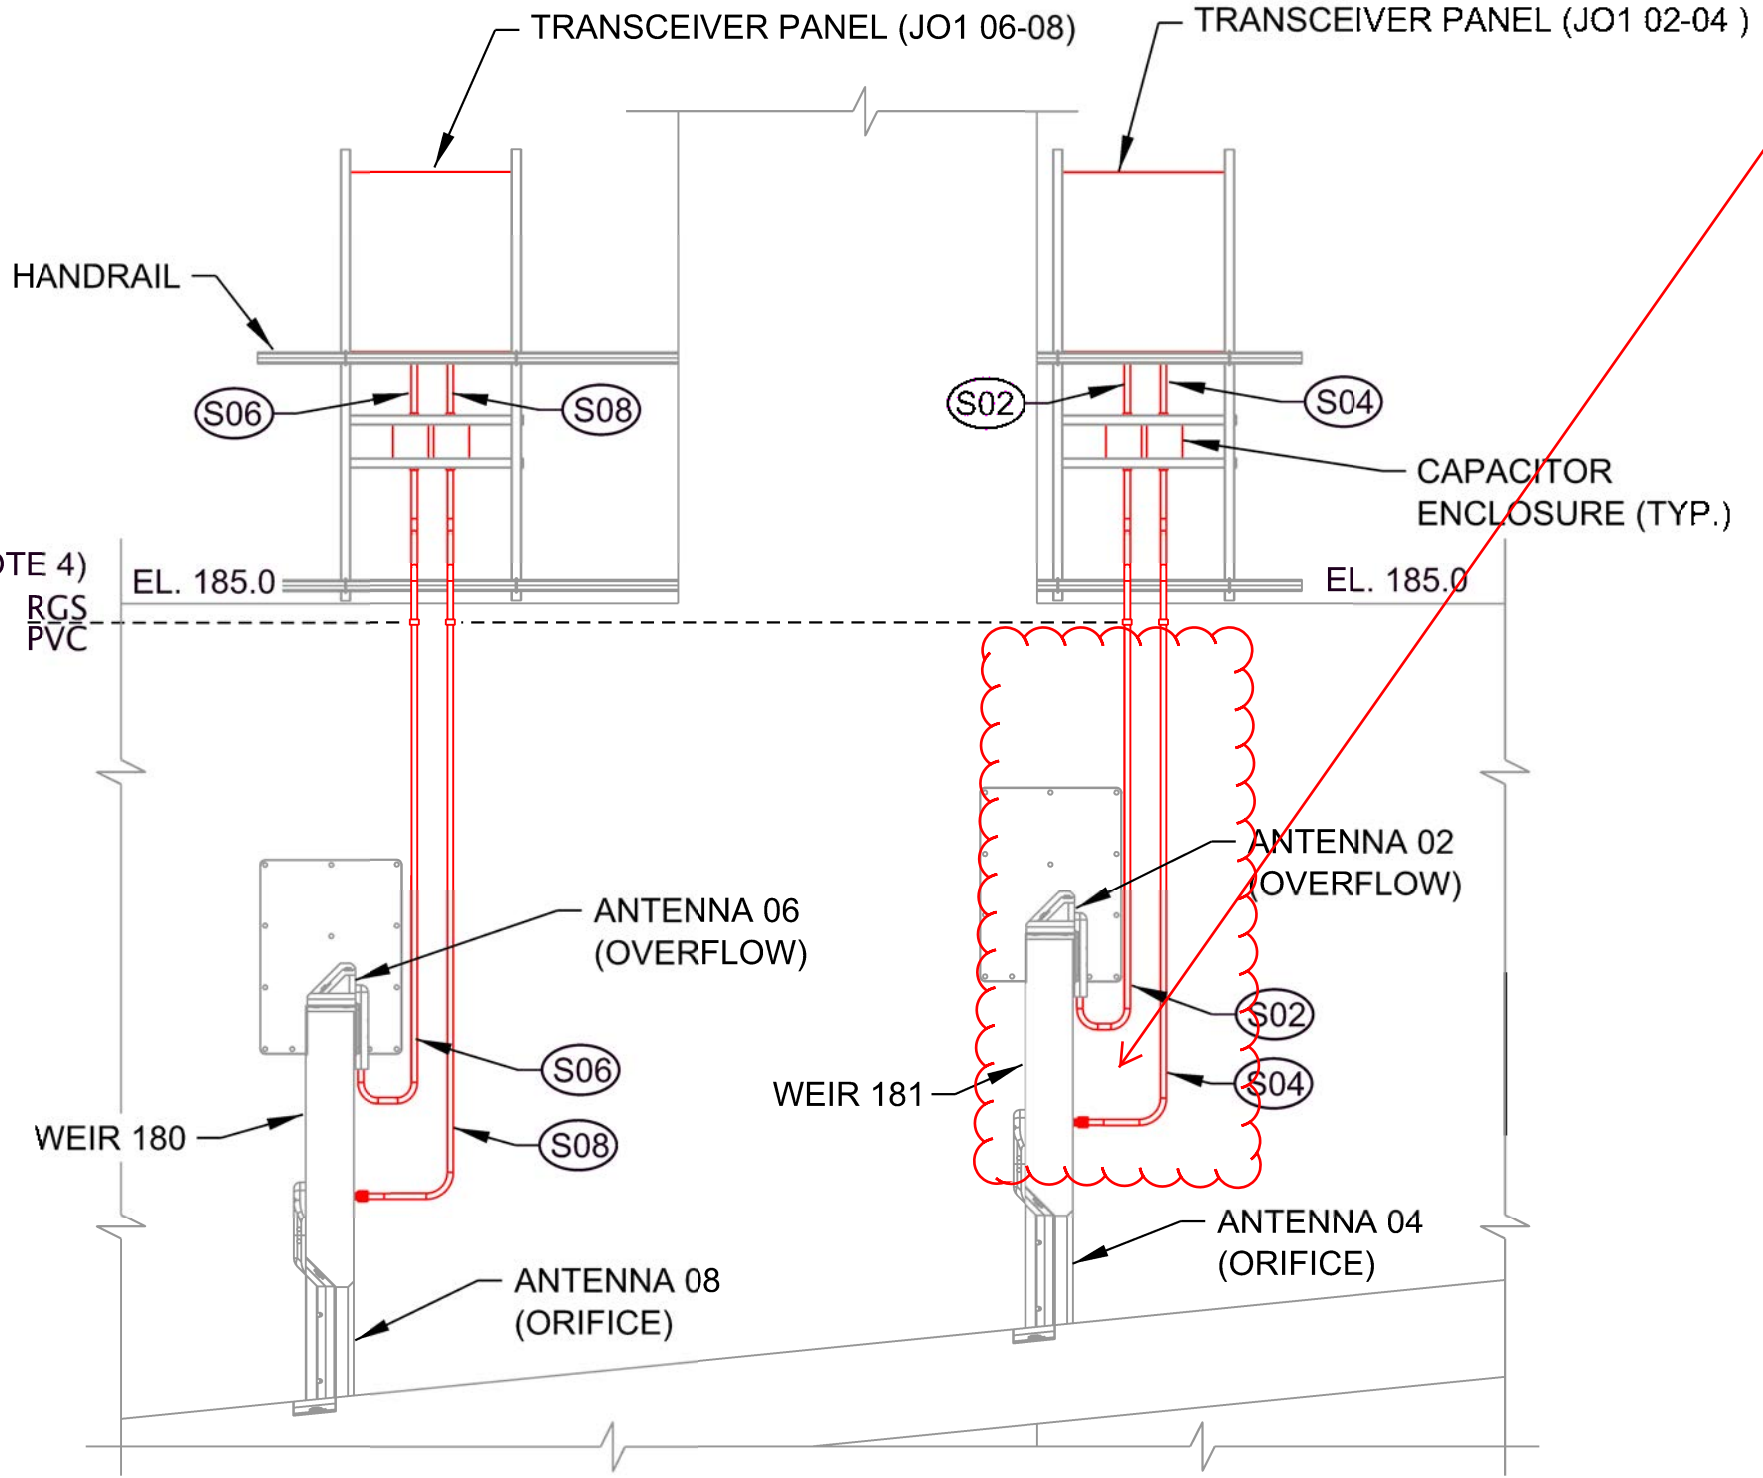 TRANSCEIVER PANEL (JO1 06-08)
TRANSCEIVER PANEL (JO1 02-04 )
HANDRAIL
S06
S08
S02
S04
CAPACITOR
ENCLOSURE (TYP.)
4)
EL. 185.0
EL. 185.0
RGS
PVC
ANTENNA 02
(OVERFLOW)
ANTENNA 06
(OVERFLOW)
S02
S06
S04
WEIR 181
WEIR 180
S08
ANTENNA 04
(ORIFICE)
ANTENNA 08
(ORIFICE)